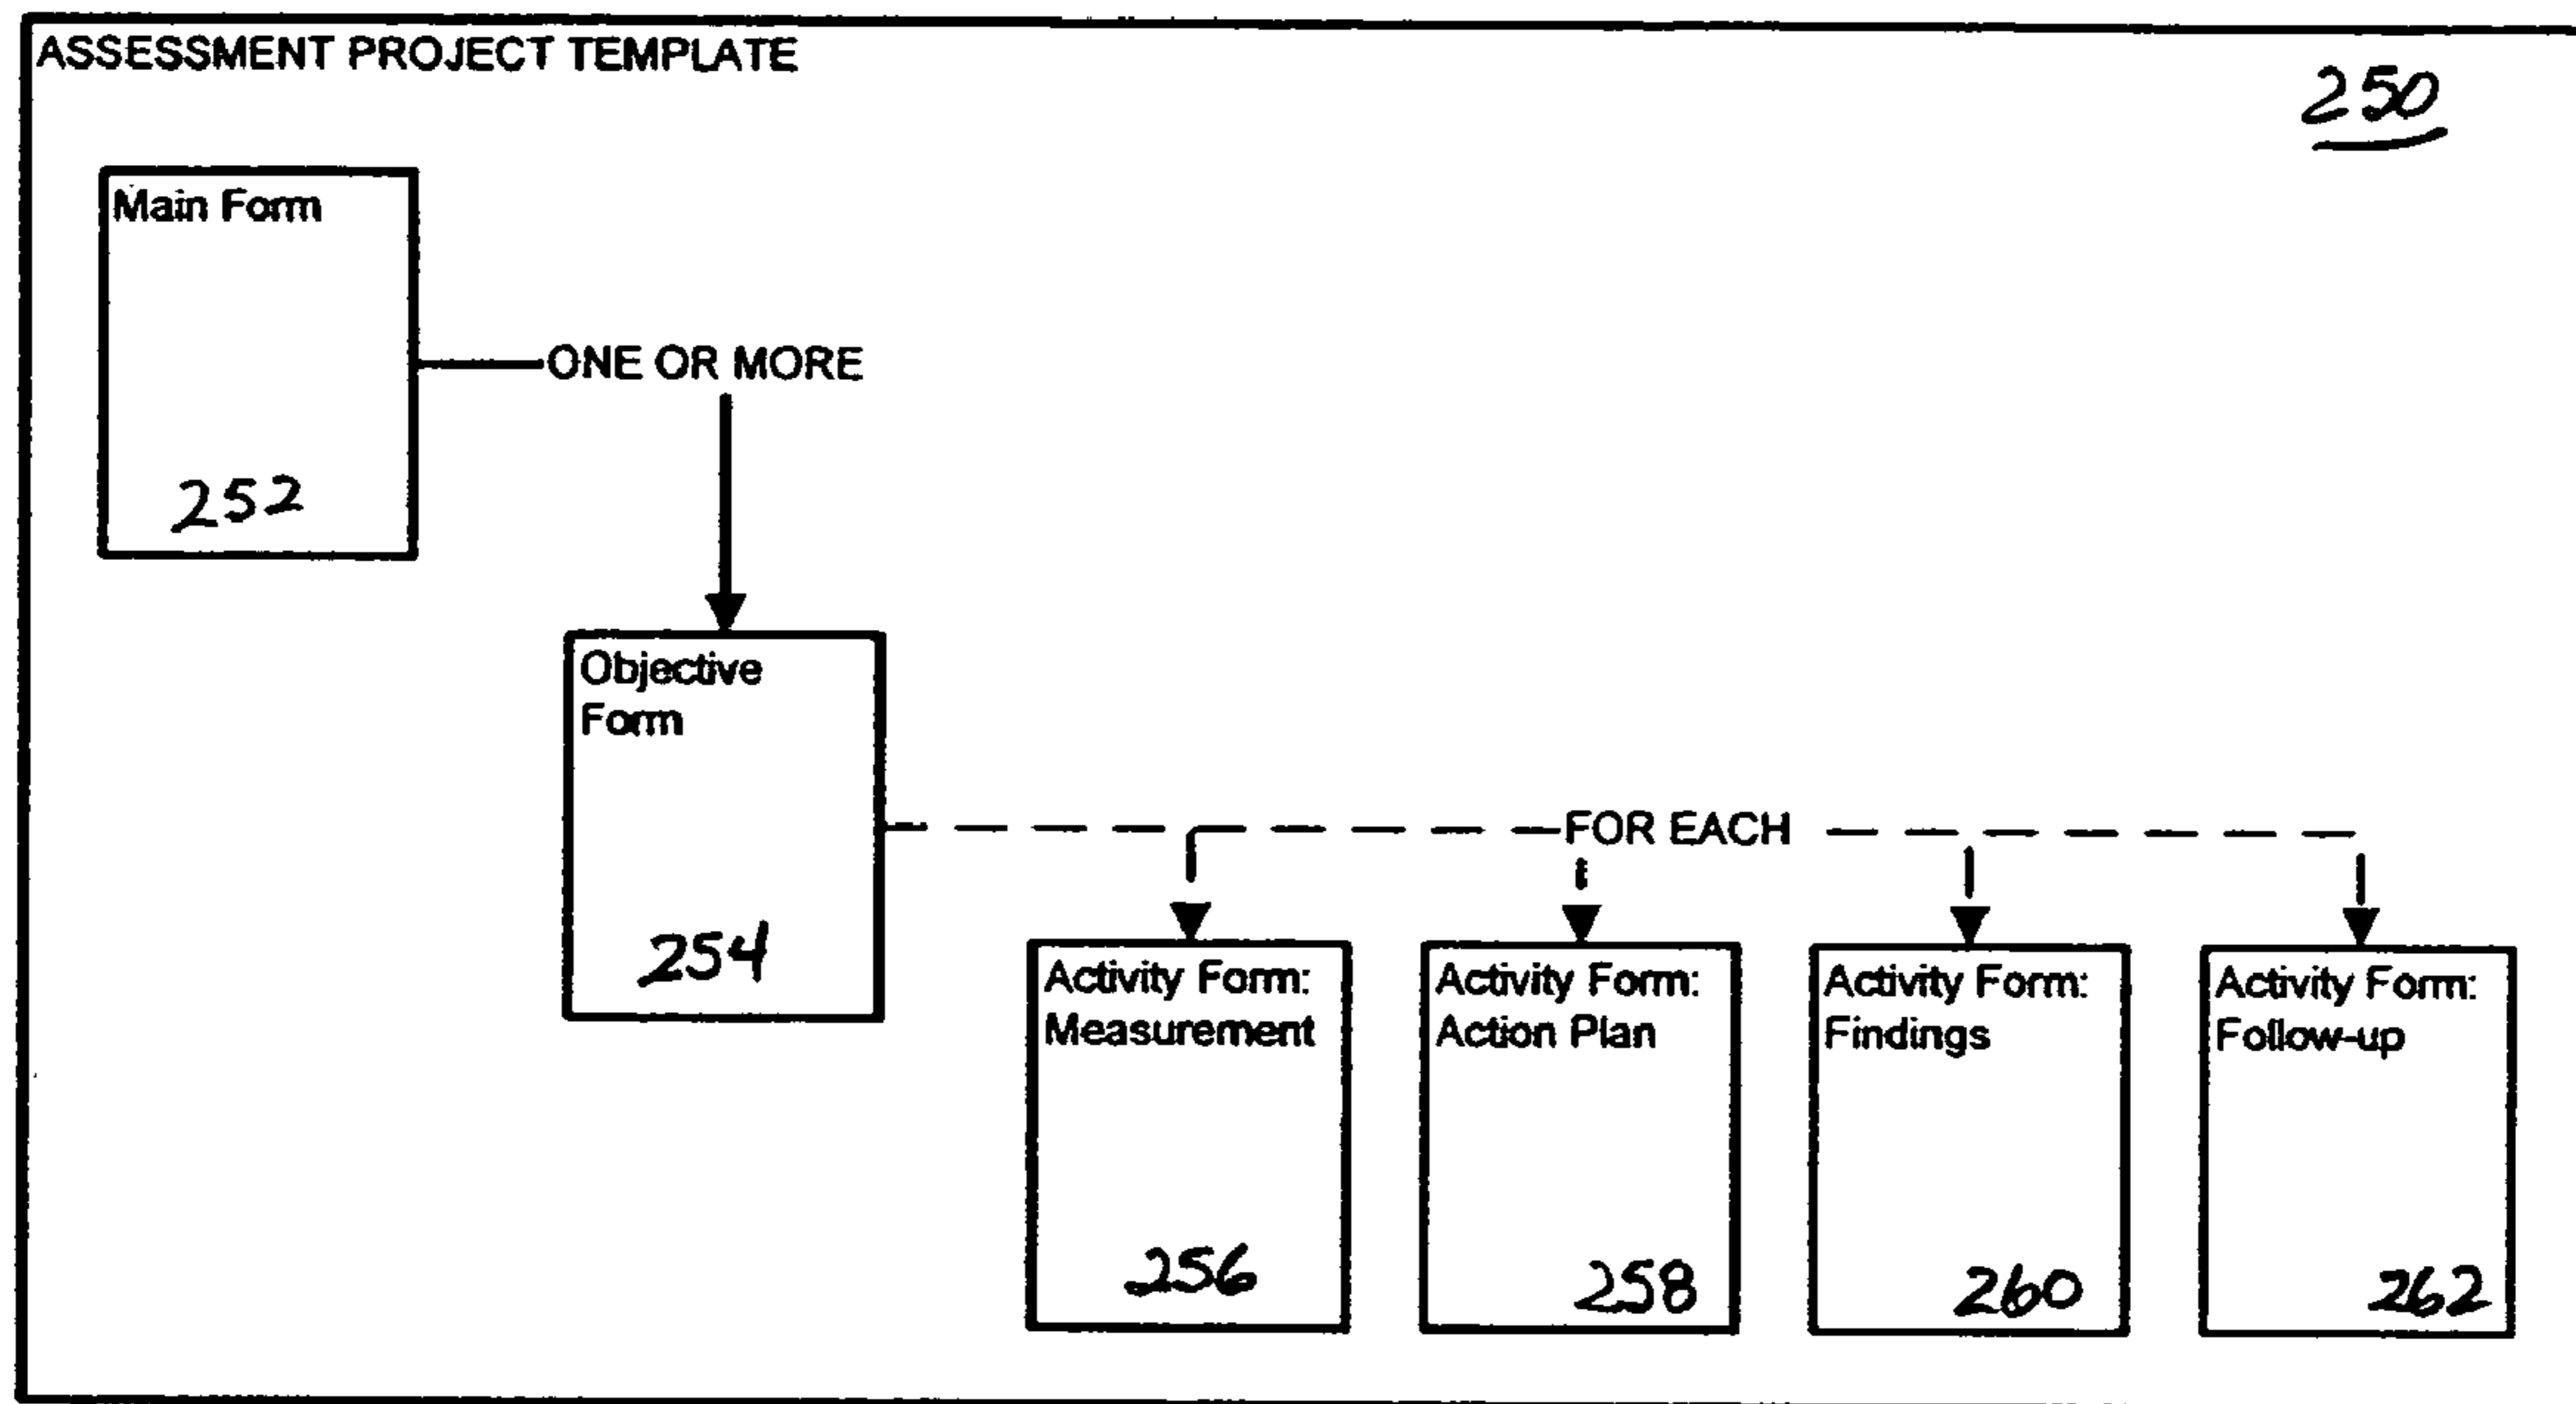 ASSESSMENT PROJECT TEMPLATE
250
Main Form
252
ONE OR MORE
Objective
Form
254
FOR EACH
Activity Form:
Measurement
256
Activity Form:
Action Plan
258
Activity Form:
Findings
260
Activity Form:
Follow-up
262